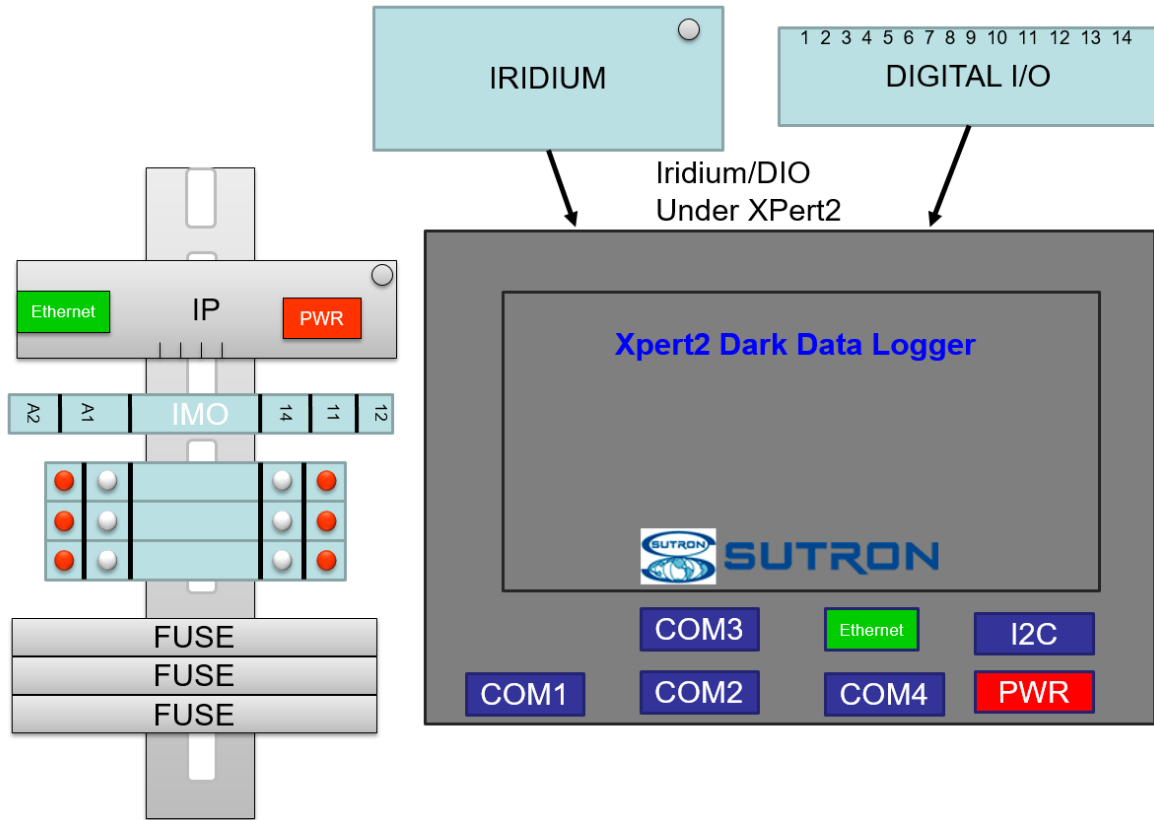 IRIDIUM
1 2 3 4 5 6 7 8 9 10 11 12 13 14
DIGITAL I/O
Iridium/DIO
Under XPert2
Ethernet
IP
PWR
A2 A1 IMO 14 11 12
FUSE
FUSE
FUSE
Xpert2 Dark Data Logger
SUTRON
SUTRON
COM3 Ethernet I2C
COM1 COM2 COM4 PWR